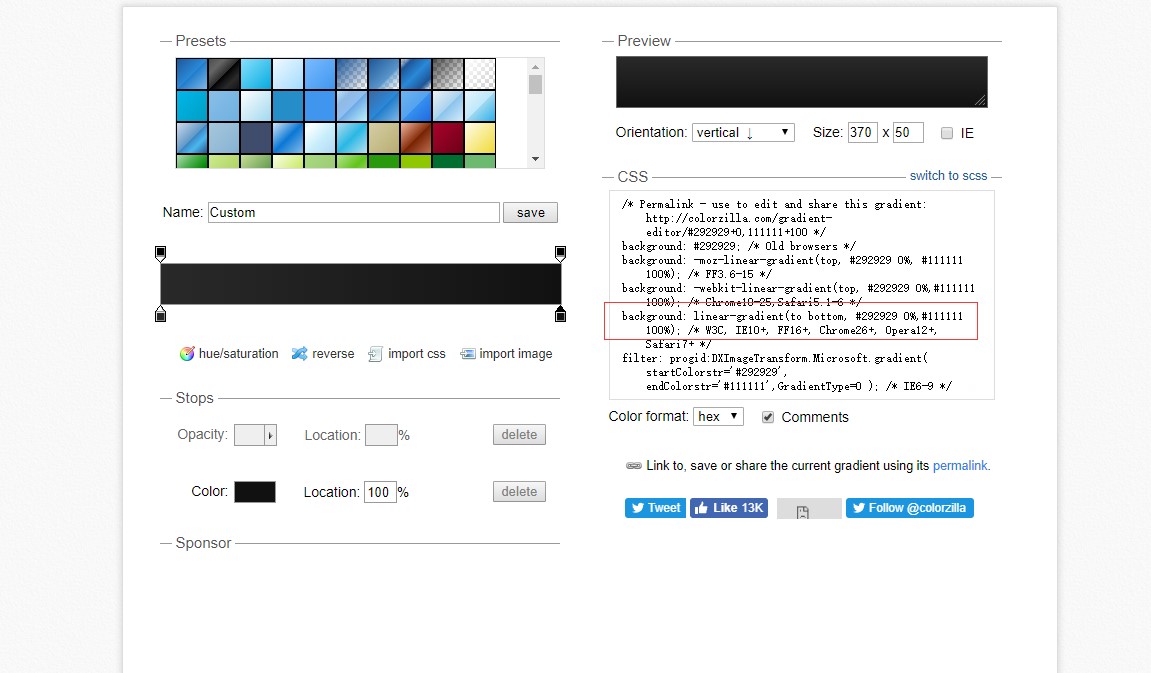 Presets
Name: Custom save
hue/saturation reverse import css import image
Stops
Opacity: Location: % delete
Color: Location: 100 % delete
Sponsor
Preview
Orientation: vertical ↓ Size: 370 x 50 IE
CSS switch to scss
/* Permalink - use to edit and share this gradient:
http://colorzilla.com/gradient-
editor/#292929+0,111111+100 */
background: #292929; /* Old browsers */
background: -moz-linear-gradient(top, #292929 0%, #111111
100%); /* FF3.6-15 */
background: -webkit-linear-gradient(top, #292929 0%,#111111
100%); /* Chrome10-25,Safari5.1-6 */
background: linear-gradient(to bottom, #292929 0%,#111111
100%); /* W3C, IE10+, FF16+, Chrome26+, Opera12+,
Safari7+ */
filter: progid:DXImageTransform.Microsoft.gradient(
startColorstr='#292929',
endColorstr='#111111',GradientType=0 ); /* IE6-9 */
Color format: hex Comments
Link to, save or share the current gradient using its permalink.
Tweet Like 13K Follow @colorzilla